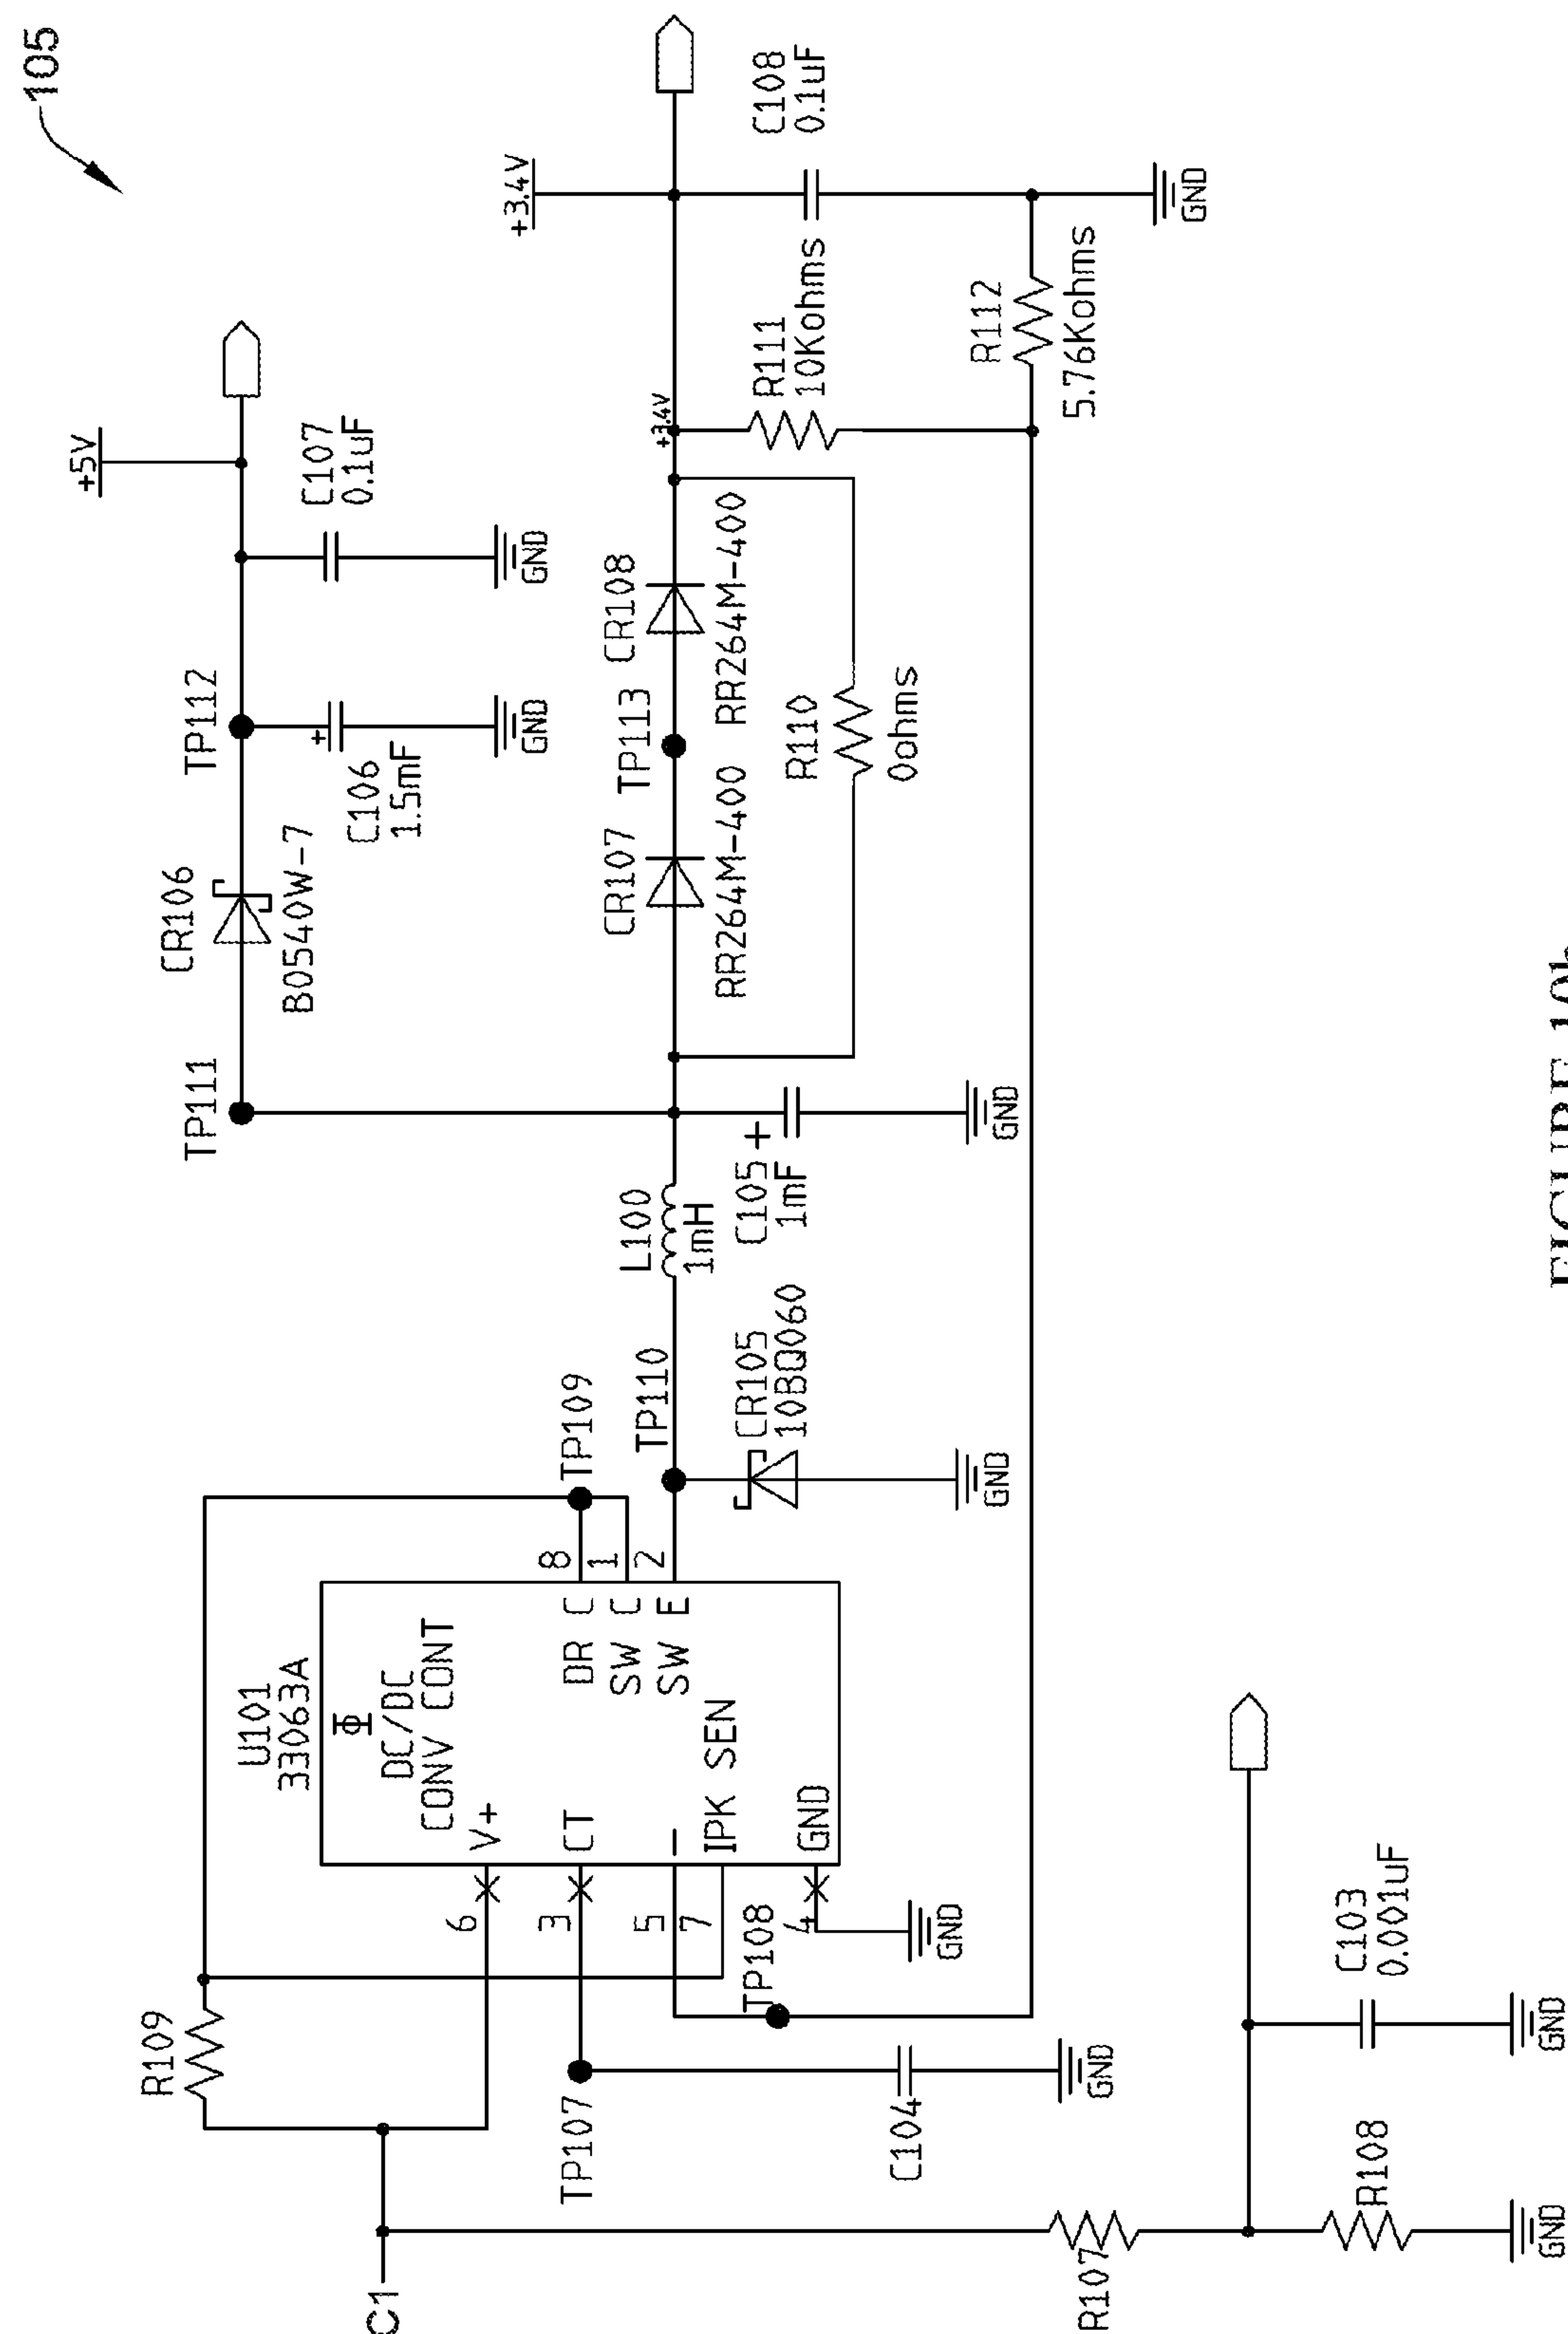 105
+5V
TP111
CR106
B0540W-7
TP112
C106
1.5mF
GND
C107
0.1uF
GND
+3.4V
+3.4V
R109
U101
33063A
Φ
DC/DC
CONV CONT
V+
CT
–
IPK SEN
GND
DR C
SW C
SW E
6
3
5
7
4
8
1
2
TP109
TP110
L100
1mH
CR107
RR264M-400
TP113
CR108
RR264M-400
R110
0ohms
R111
10Kohms
C108
0.1uF
CR105
10BQ060
GND
C105
+
1mF
GND
R112
5.76Kohms
GND
C1
TP107
TP108
GND
C104
GND
R107
R108
GND
C103
0.001uF
GND
FIGURE 10b